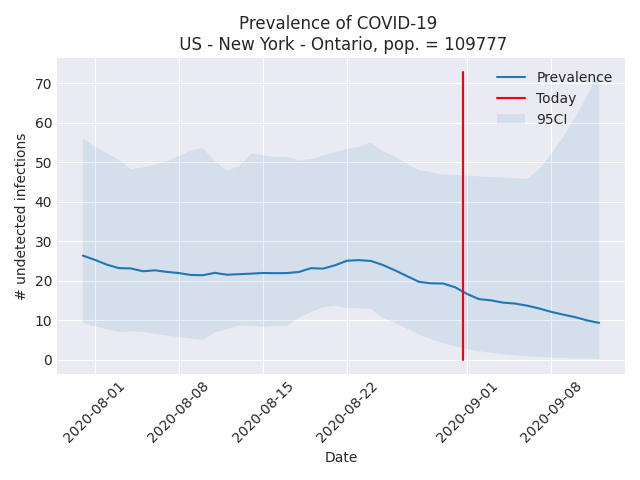 Prevalence of COVID-19
US - New York - Ontario, pop. = 109777
Prevalence
Today
95CI
# undetected infections
70
60
50
40
30
20
10
0
2020-08-01
2020-08-08
2020-08-15
2020-08-22
2020-09-01
2020-09-08
Date